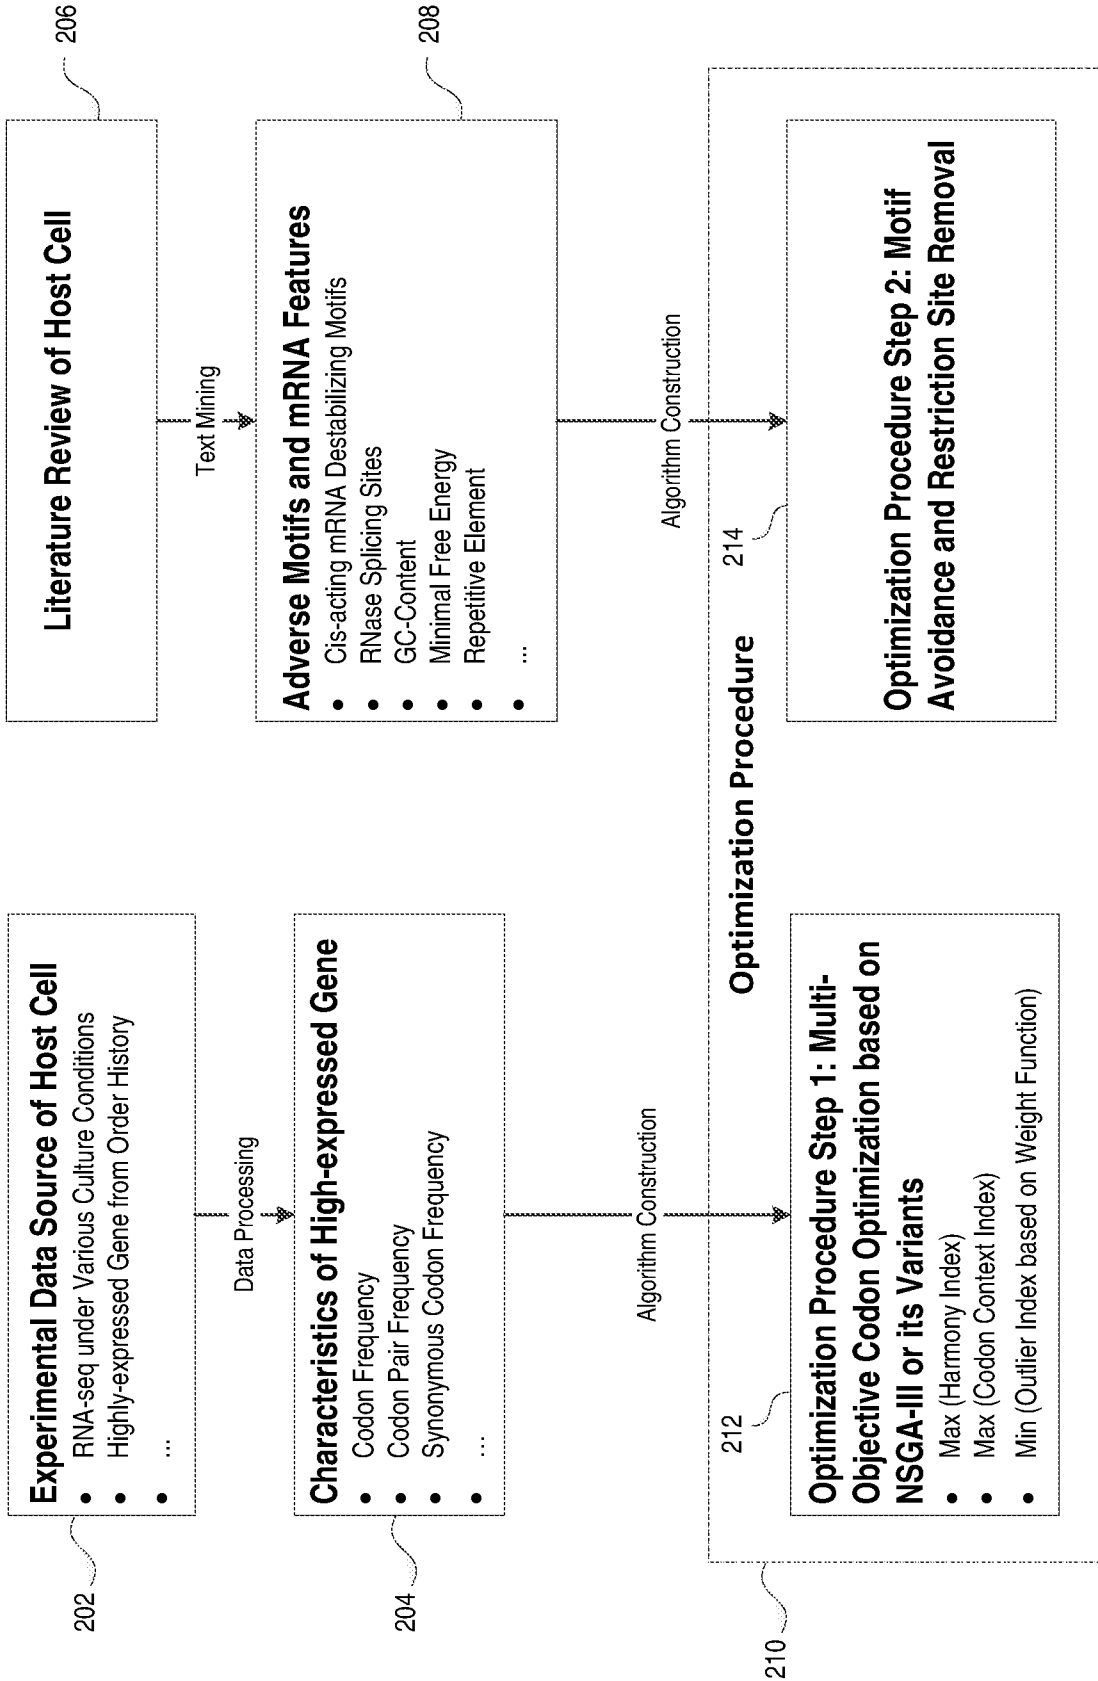 202
Experimental Data Source of Host Cell
• RNA-seq under Various Culture Conditions
• Highly-expressed Gene from Order History
• ...
Data Processing
204
Characteristics of High-expressed Gene
• Codon Frequency
• Codon Pair Frequency
• Synonymous Codon Frequency
• ...
Algorithm Construction
206
Literature Review of Host Cell
Text Mining
208
Adverse Motifs and mRNA Features
• Cis-acting mRNA Destabilizing Motifs
• RNase Splicing Sites
• GC-Content
• Minimal Free Energy
• Repetitive Element
• ...
Algorithm Construction
210
Optimization Procedure
212
Optimization Procedure Step 1: Multi-
Objective Codon Optimization based on
NSGA-III or its Variants
• Max (Harmony Index)
• Max (Codon Context Index)
• Min (Outlier Index based on Weight Function)
214
Optimization Procedure Step 2: Motif
Avoidance and Restriction Site Removal